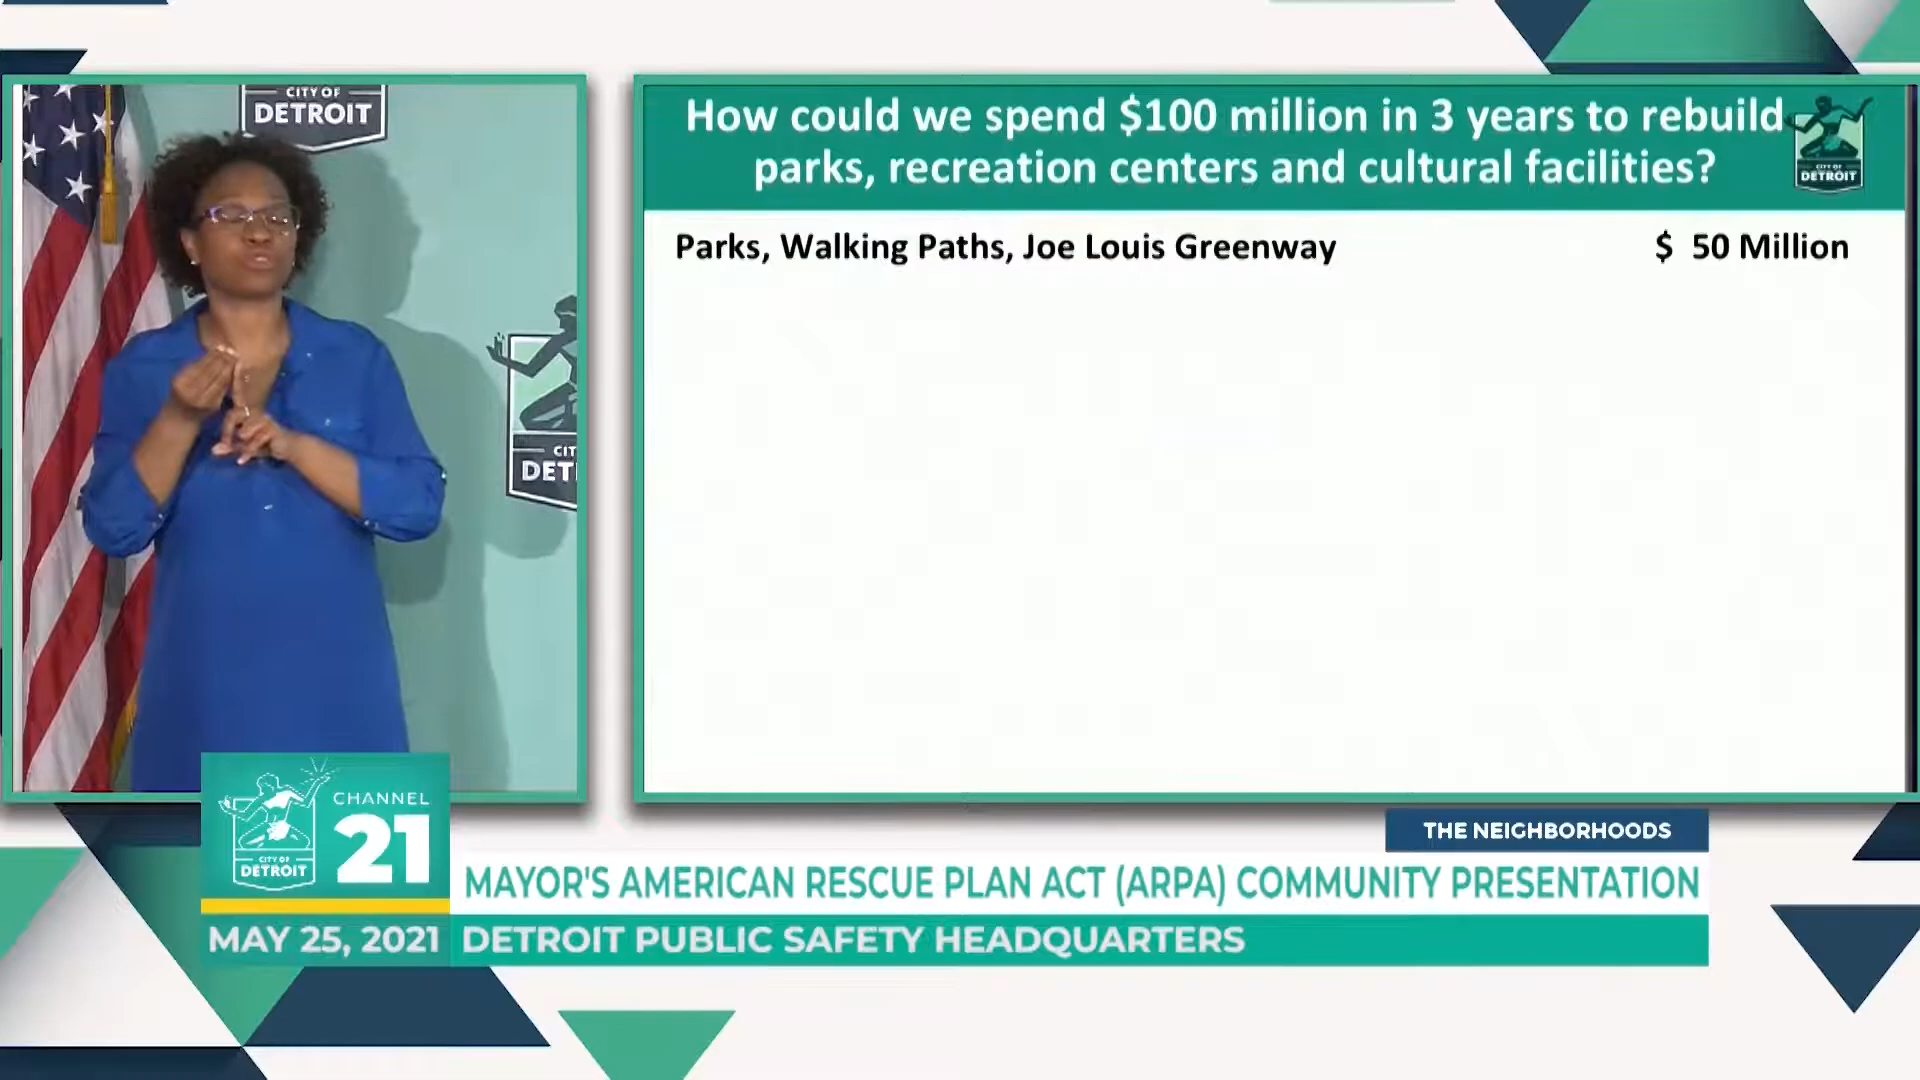 CITY OF
DETROIT
CIT
DET
How could we spend $100 million in 3 years to rebuild
parks, recreation centers and cultural facilities?
CITY OF
DETROIT
Parks, Walking Paths, Joe Louis Greenway $ 50 Million
THE NEIGHBORHOODS
CHANNEL
21
CITY OF
DETROIT
MAYOR'S AMERICAN RESCUE PLAN ACT (ARPA) COMMUNITY PRESENTATION
MAY 25, 2021 DETROIT PUBLIC SAFETY HEADQUARTERS